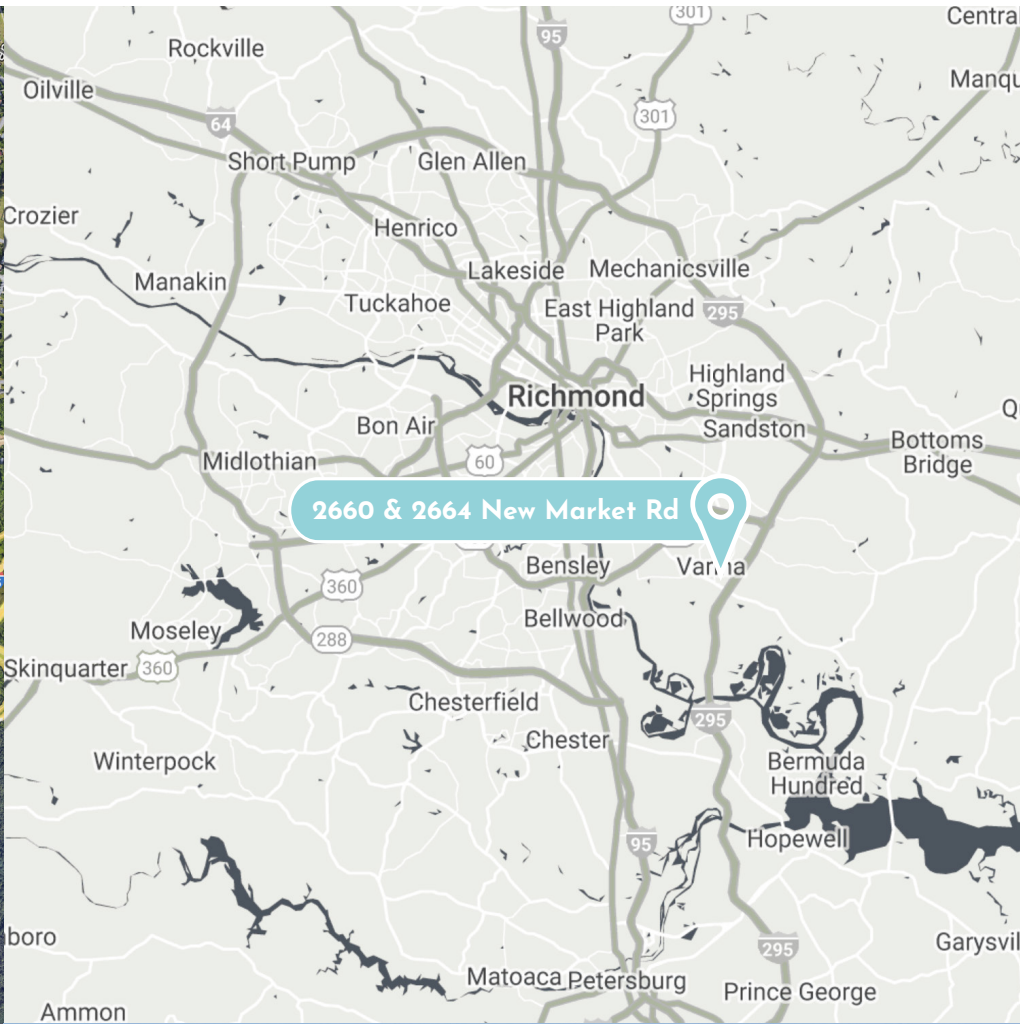 301
Central
95
Rockville
Manqu
Oilville
301
64
Short Pump
Glen Allen
Crozier
Henrico
Lakeside
Mechanicsville
Manakin
Tuckahoe
East Highland
Park
295
Highland
Springs
Richmond
Q
Bon Air
Sandston
Bottoms
Bridge
Midlothian
60
2660 & 2664 New Market Rd
Bensley
Varina
360
Bellwood
Moseley
288
Skinquarter
360
Chesterfield
295
Chester
Winterpock
Bermuda
Hundred
95
Hopewell
boro
295
Garysvil
Matoaca
Petersburg
Prince George
Ammon